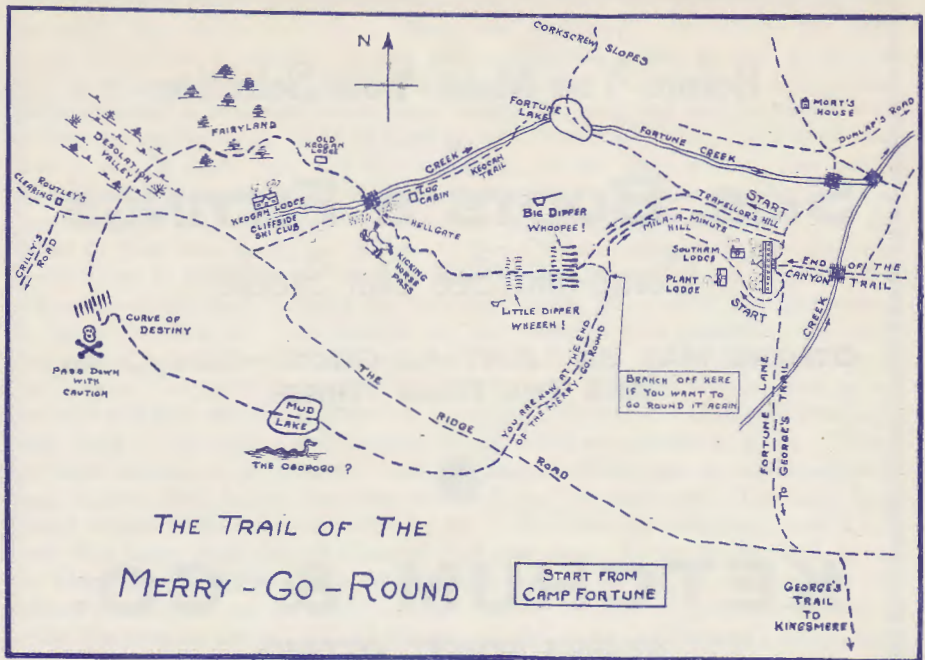 CORKSCREW SLOPES
N
MORT'S
HOUSE
DUNLAP'S ROAD
FORTUNE
LAKE
FORTUNE CREEK
FAIRYLAND
OLD
KEOGAN
LODGE
DESOLATION
VALLEY
CREEK
KEOGAN
TRAIL
LOG
CABIN
ROUTLEY'S
CLEARING
KEOGAN LODGE
CLIFFSIDE
SKI CLUB
HELLGATE
KICKING
HORSE
PASS
BIG DIPPER
WHOOPEE!
START
TRAVELLOR'S HILL
MILE-A-MINUTE
HILL
SOUTHAM
LODGE
PLANT
LODGE
START
END OF THE
CANYON TRAIL
CREEK
CRILLY'S
ROAD
LITTLE DIPPER
WHEEEH!
CURVE OF
DESTINY
PASS DOWN
WITH
CAUTION
BRANCH OFF HERE
IF YOU WANT TO
GO ROUND IT AGAIN
YOU ARE NOW AT THE END
OF THE MERRY-GO-ROUND
FORTUNE LANE
TO GEORGE'S TRAIL
MUD
LAKE
THE OGOPOGO ?
THE RIDGE ROAD
THE TRAIL OF THE
MERRY-GO-ROUND
START FROM
CAMP FORTUNE
GEORGE'S
TRAIL
TO
KINGSMERE